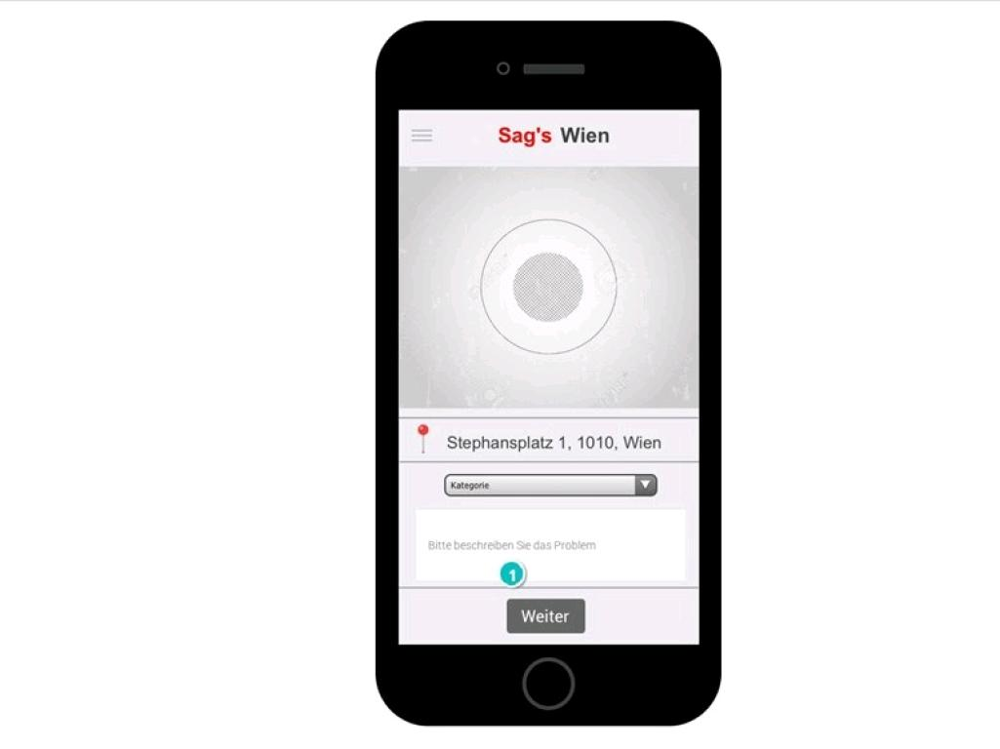 Sag's Wien
Stephansplatz 1, 1010, Wien
Kategorie
Bitte beschreiben Sie das Problem
1
Weiter